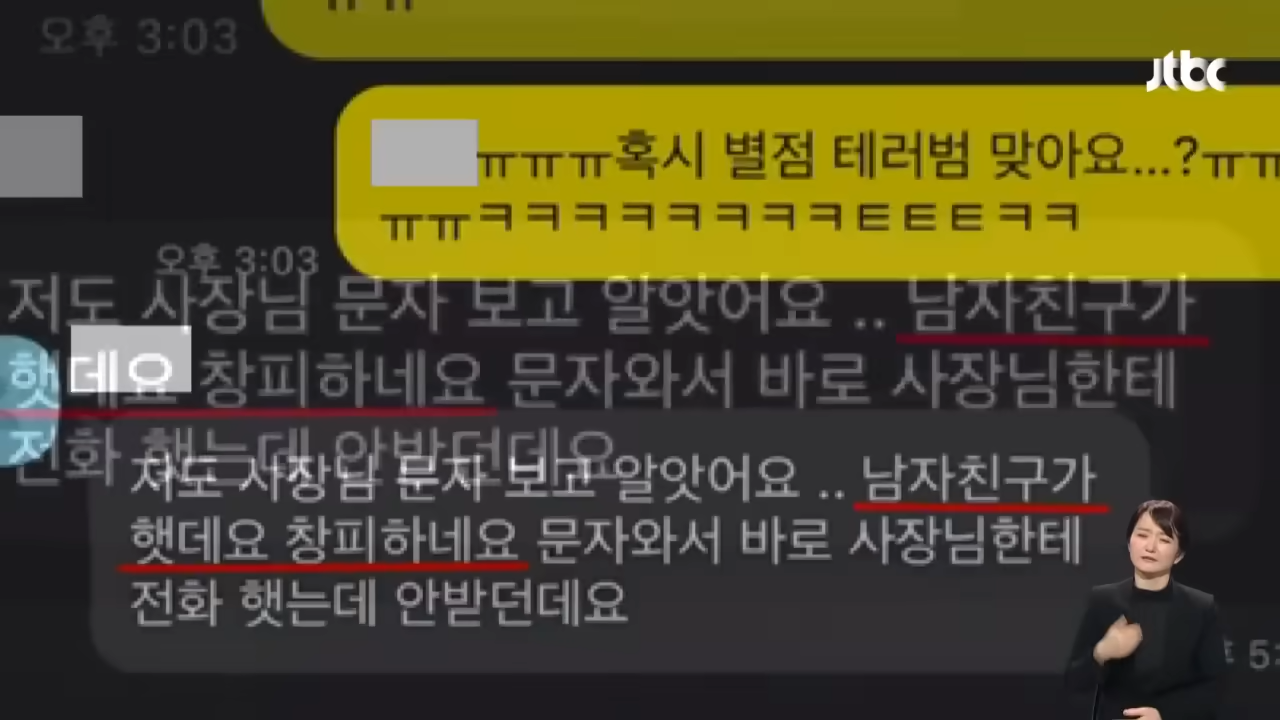 ㅠㅠ
오후 3:03
jtbc
ㅠㅠㅠ혹시 별점 테러범 맞아요...?ㅠㅠ
ㅠㅠㅋㅋㅋㅋㅋㅋㅋㅋㅌㅌㅌㅋㅋ
오후 3:03
저도 사장님 문자 보고 알앗어요 .. 남자친구가
햇데요 창피하네요 문자와서 바로 사장님한테
전화 햇는데 안받던데요
저도 사장님 문자 보고 알앗어요 .. 남자친구가
햇데요 창피하네요 문자와서 바로 사장님한테
전화 햇는데 안받던데요